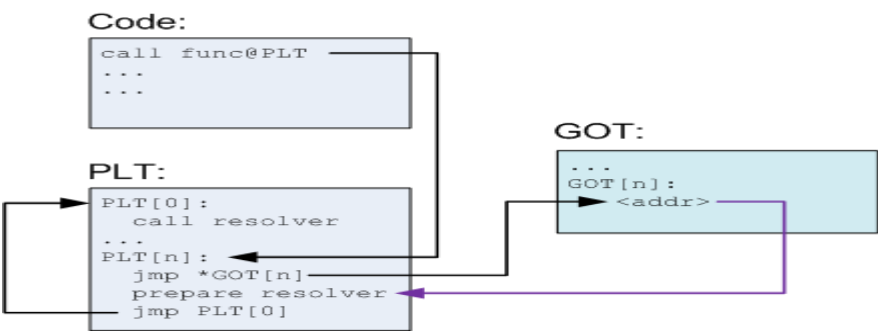 Code:
call func@PLT
...
...
PLT:
PLT[0]:
call resolver
...
PLT[n]:
jmp *GOT[n]
prepare resolver
jmp PLT[0]
GOT:
...
GOT[n]:
<addr>